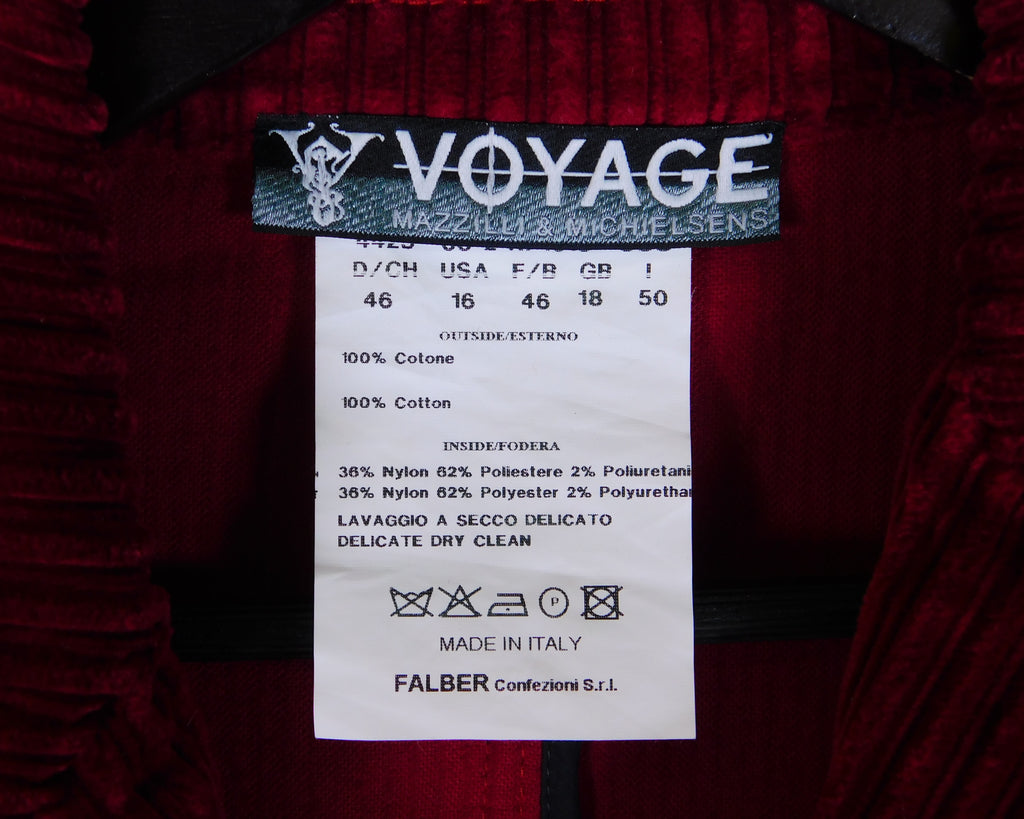 VOYAGE
MAZZILLI & MICHIELSENS
D/CH USA F/B GB I
46 16 46 18 50
OUTSIDE/ESTERNO
100% Cotone
100% Cotton
INSIDE/FODERA
36% Nylon 62% Poliestere 2% Poliuretani
36% Nylon 62% Polyester 2% Polyuretha
LAVAGGIO A SECCO DELICATO
DELICATE DRY CLEAN
P
MADE IN ITALY
FALBER Confezioni S.r.l.